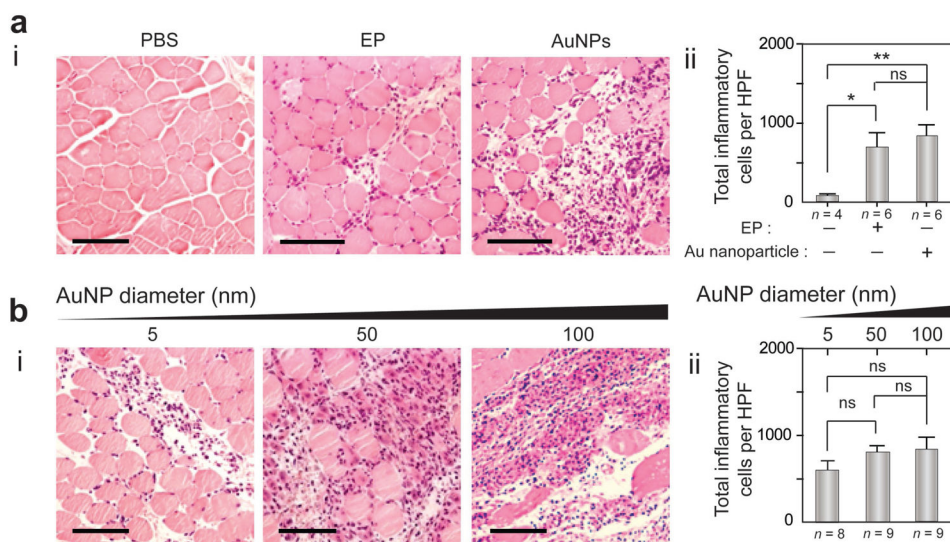 a
i
PBS
EP
AuNPs
ii
Total inflammatory
cells per HPF
2000
1000
0
**
ns
*
n = 4
n = 6
n = 6
EP :
—
+
—
Au nanoparticle :
—
—
+
b
AuNP diameter (nm)
5
50
100
i
AuNP diameter (nm)
5
50
100
ii
Total inflammatory
cells per HPF
2000
1000
0
ns
ns
ns
n = 8
n = 9
n = 9